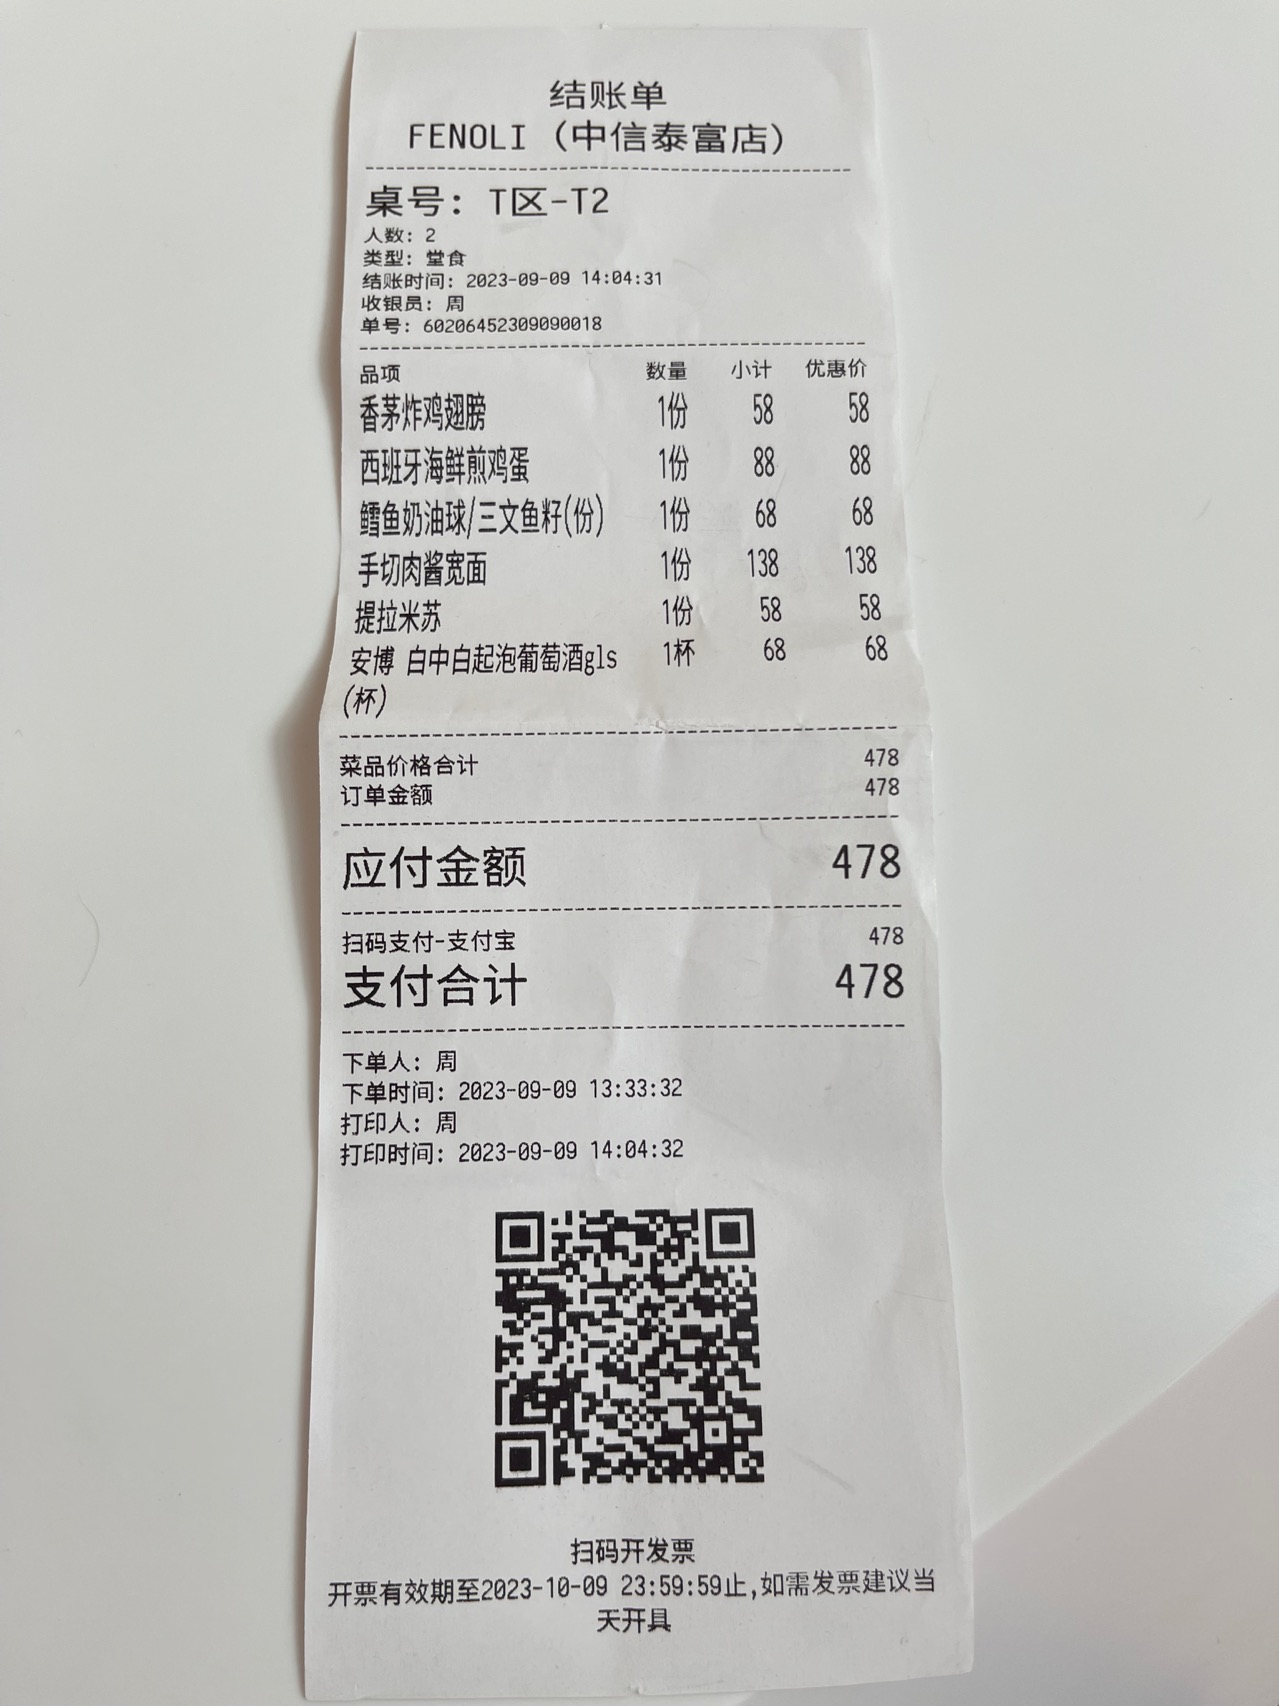 结账单
FENOLI (中信泰富店)
桌号: T区-T2
人数: 2
类型: 堂食
结账时间: 2023-09-09 14:04:31
收银员: 周
单号: 60206452309090018
品项 数量 小计 优惠价
香茅炸鸡翅膀 1份 58 58
西班牙海鲜煎鸡蛋 1份 88 88
鳕鱼奶油球/三文鱼籽(份) 1份 68 68
手切肉酱宽面 1份 138 138
提拉米苏 1份 58 58
安博 白中白起泡葡萄酒gls 1杯 68 68
(杯)
菜品价格合计 478
订单金额 478
应付金额 478
扫码支付-支付宝 478
支付合计 478
下单人: 周
下单时间: 2023-09-09 13:33:32
打印人: 周
打印时间: 2023-09-09 14:04:32
扫码开发票
开票有效期至2023-10-09 23:59:59止,如需发票建议当
天开具